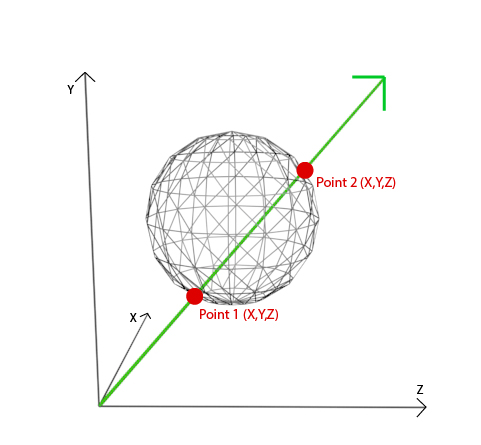 Y
Point 2 (X,Y,Z)
Point 1 (X,Y,Z)
X
Z